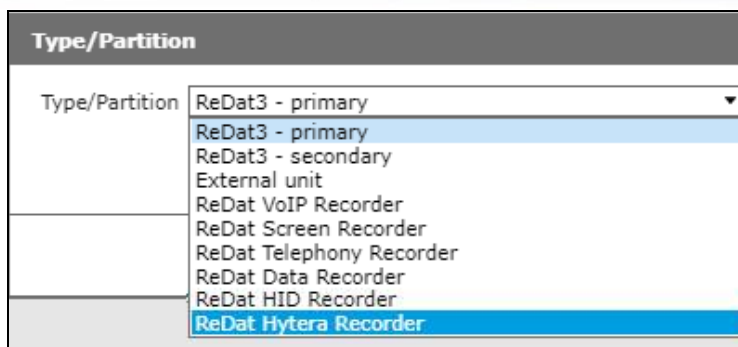 Type/Partition
Type/Partition ReDat3 - primary
ReDat3 - primary
ReDat3 - secondary
External unit
ReDat VoIP Recorder
ReDat Screen Recorder
ReDat Telephony Recorder
ReDat Data Recorder
ReDat HID Recorder
ReDat Hytera Recorder